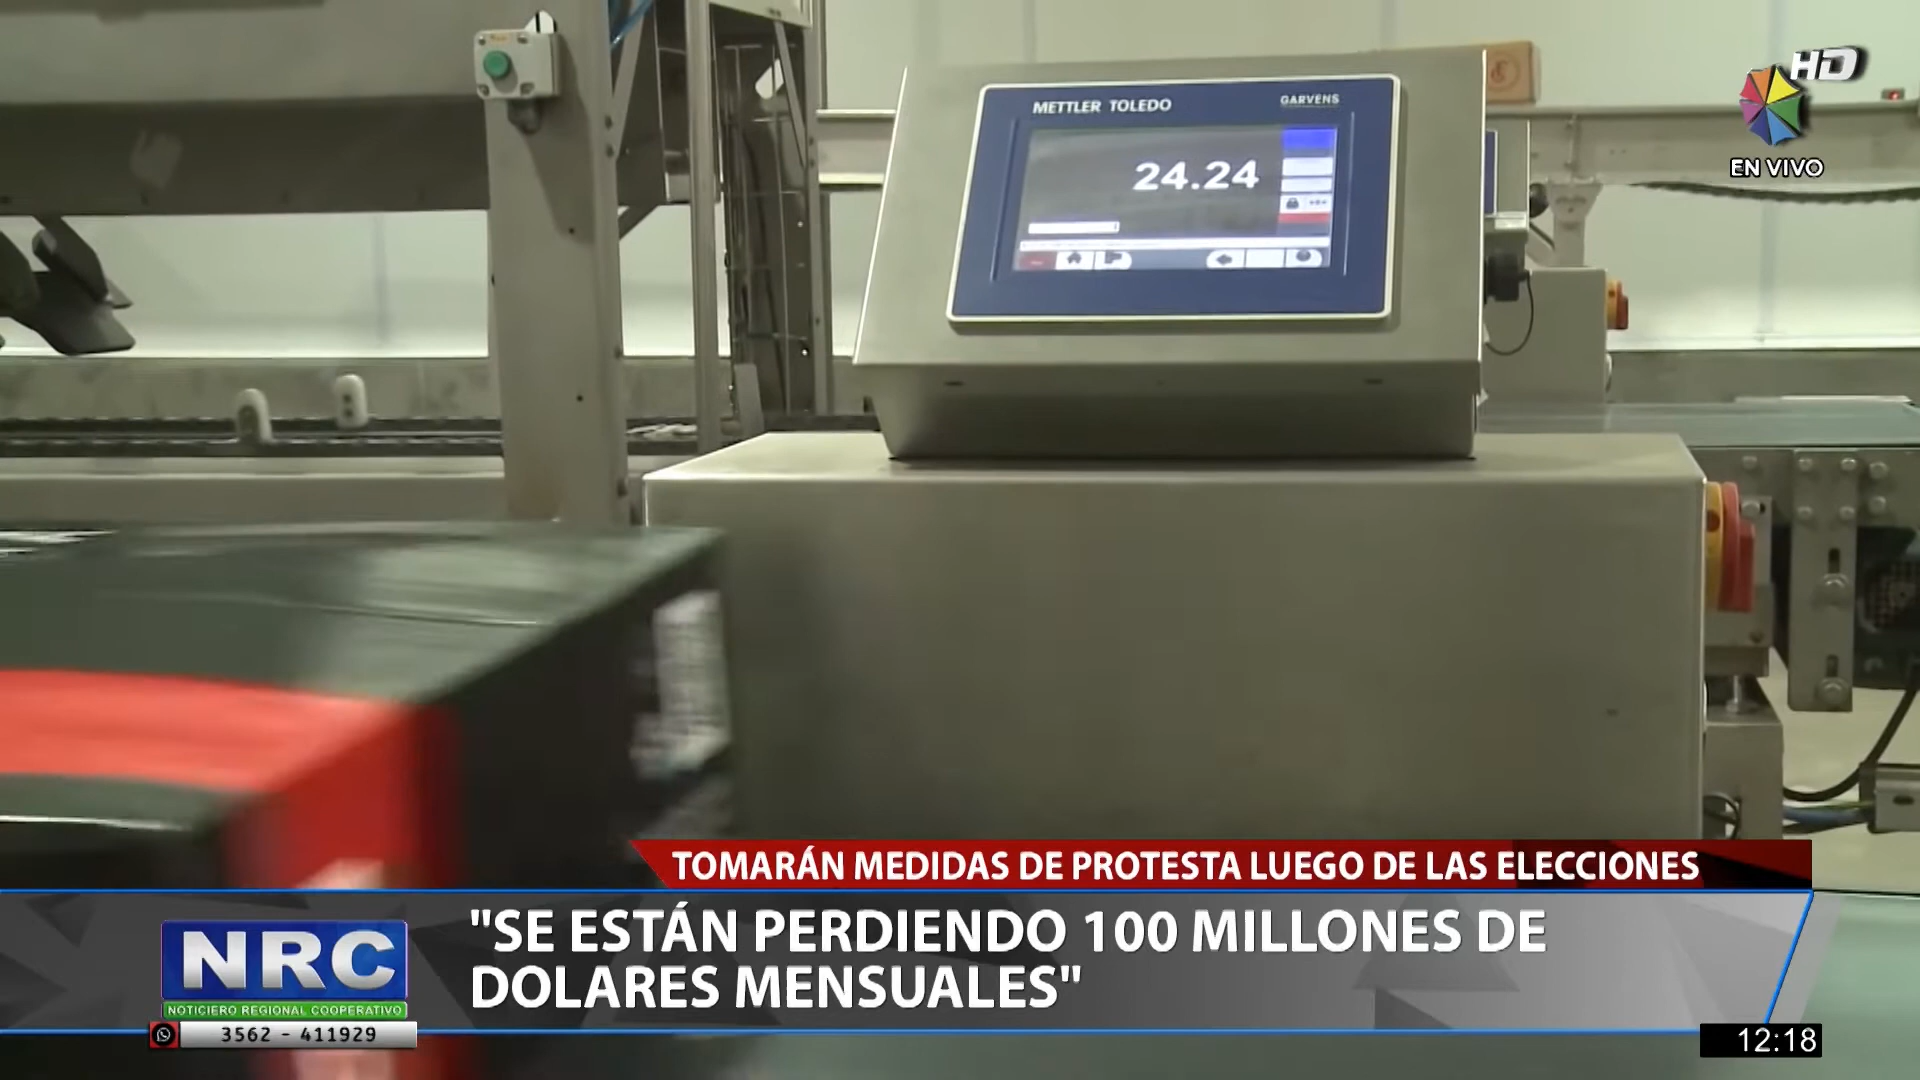 HD
EN VIVO
METTLER TOLEDO
GARVENS
24.24
TOMARÁN MEDIDAS DE PROTESTA LUEGO DE LAS ELECCIONES
"SE ESTÁN PERDIENDO 100 MILLONES DE
DOLARES MENSUALES"
NRC
NOTICIERO REGIONAL COOPERATIVO
3562 - 411929
12:18